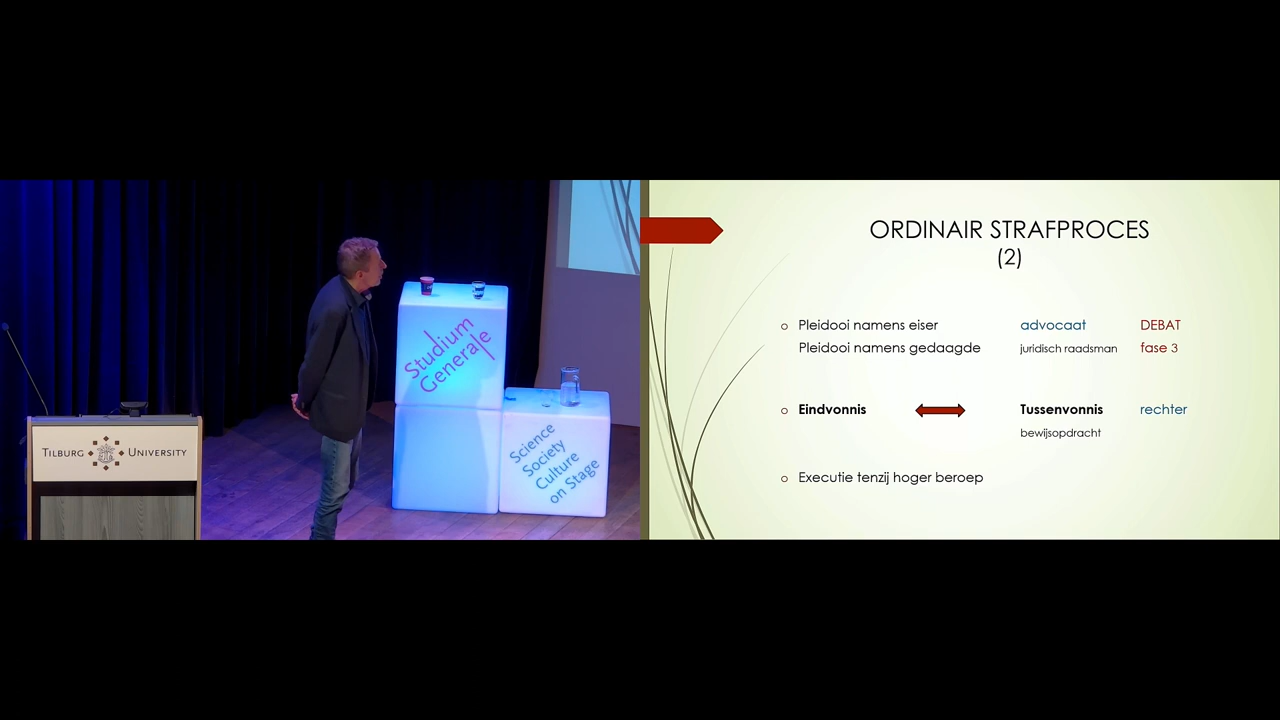 Studium
Generale
Science
Society
Culture
on Stage
TILBURG UNIVERSITY
ORDINAIR STRAFPROCES
(2)
Pleidooi namens eiser advocaat DEBAT
Pleidooi namens gedaagde juridisch raadsman fase 3
Eindvonnis Tussenvonnis rechter
bewijsopdracht
Executie tenzij hoger beroep